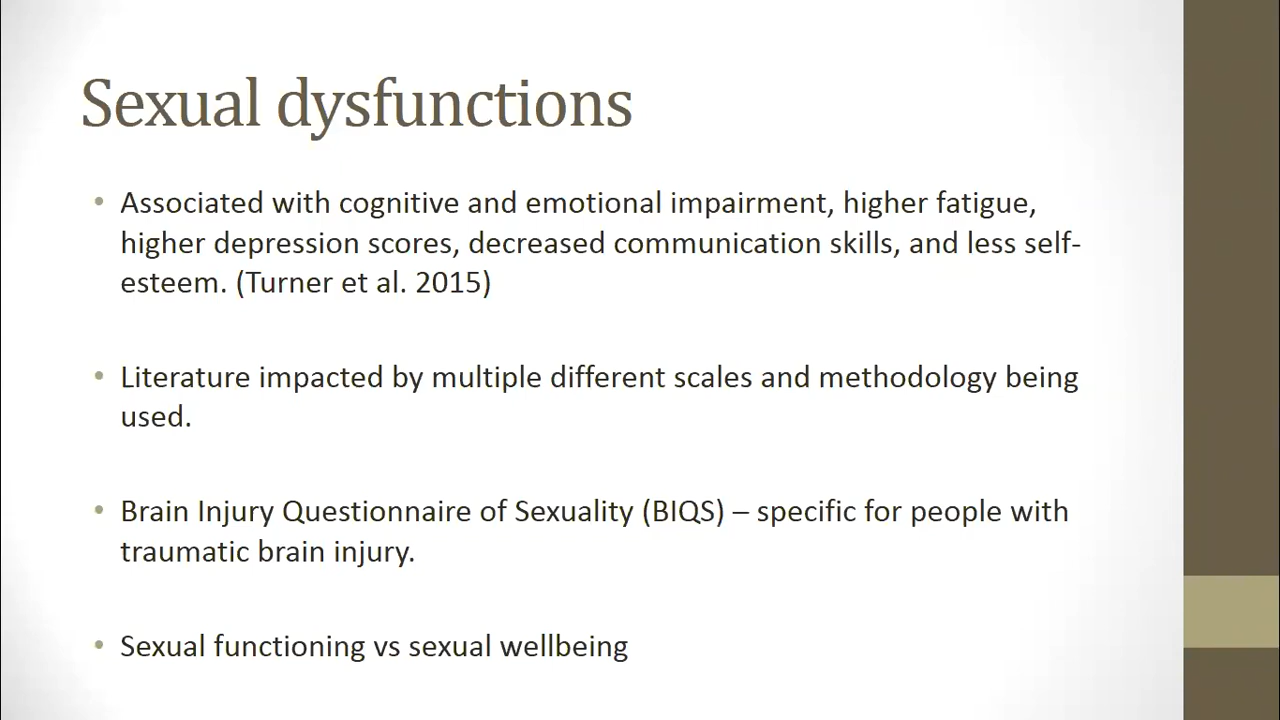 Sexual dysfunctions
• Associated with cognitive and emotional impairment, higher fatigue,
higher depression scores, decreased communication skills, and less self-
esteem. (Turner et al. 2015)
• Literature impacted by multiple different scales and methodology being
used.
• Brain Injury Questionnaire of Sexuality (BIQS) – specific for people with
traumatic brain injury.
• Sexual functioning vs sexual wellbeing